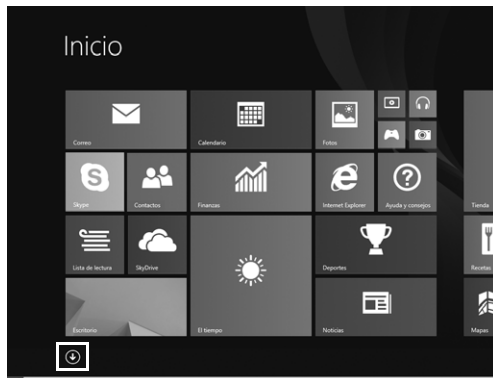 Inicio
Correo
Calendario
Fotos
Skype
Contactos
Finanzas
Internet Explorer
Ayuda y consejos
Tienda
Lista de lectura
SkyDrive
Deportes
Recetas
Escritorio
El tiempo
Noticias
Mapas